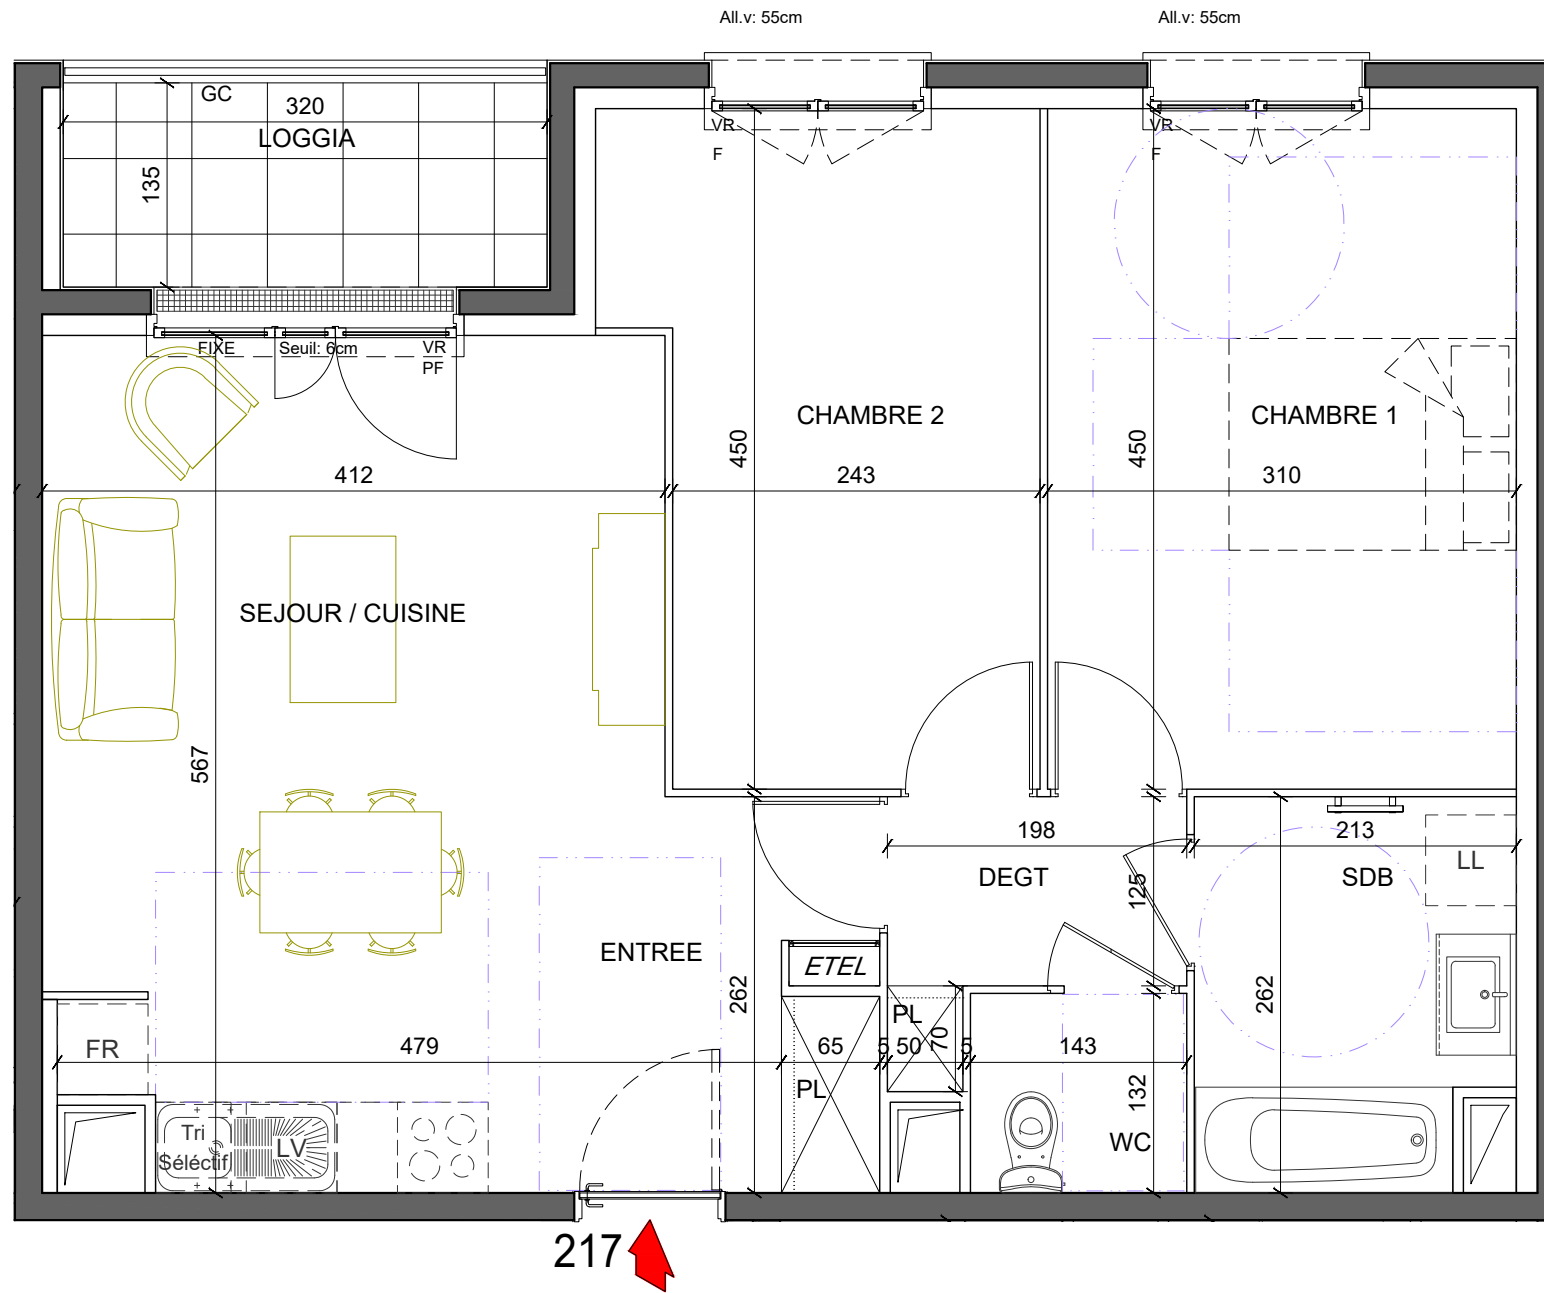 All.v: 55cm
All.v: 55cm
GC
320
LOGGIA
135
VR
F
VR
F
FIXE
Seuil: 6cm
VR
PF
CHAMBRE 2
CHAMBRE 1
450
450
412
243
310
SEJOUR / CUISINE
567
198
213
DEGT
125
SDB
LL
ENTREE
ETEL
262
262
FR
479
65
5
50
70
5
143
PL
PL
132
Tri
Séléctif
LV
WC
217